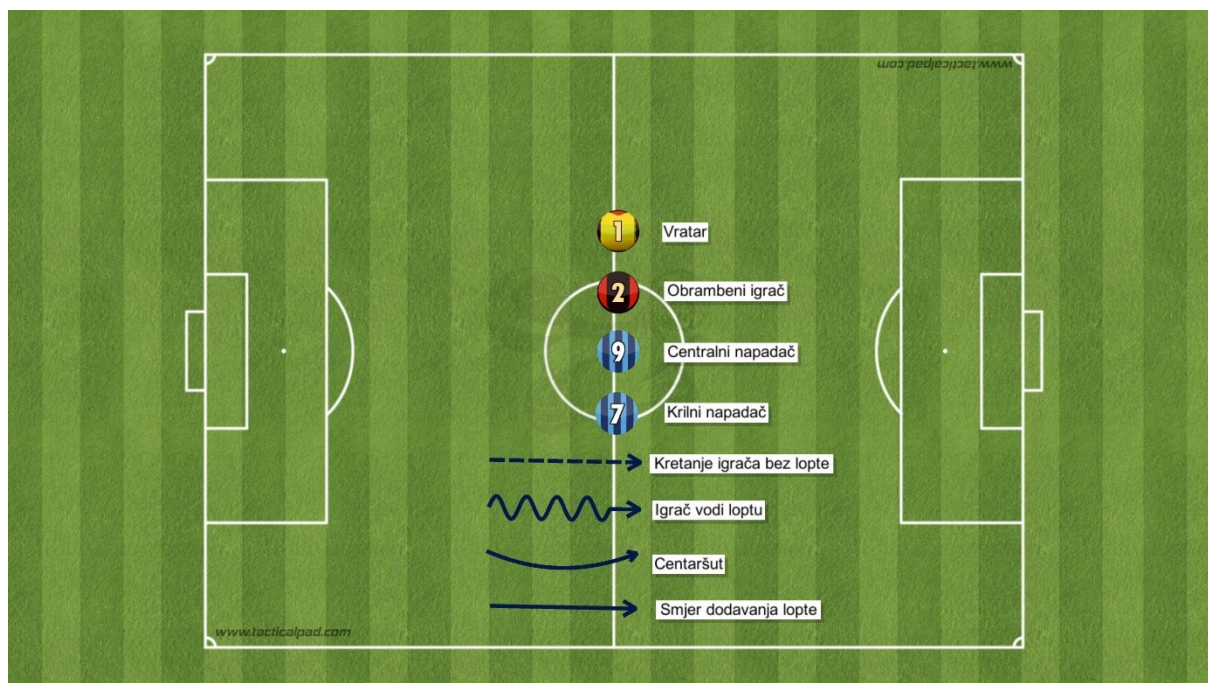 www.tacticalpad.com
1 Vratar
2 Obrambeni igrač
9 Centralni napadač
7 Krilni napadač
Kretanje igrača bez lopte
Igrač vodi loptu
Centaršut
Smjer dodavanja lopte
www.tacticalpad.com